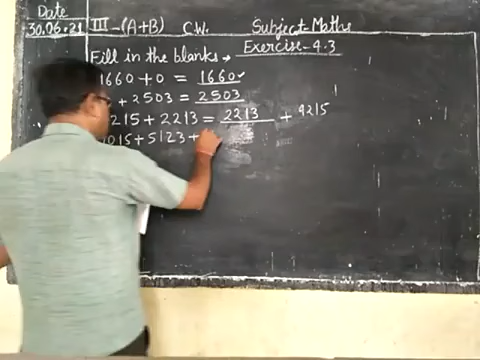 Date
30.06.21 III - (A+B) C.W. Subject-Maths
Fill in the blanks → Exercise-4.3
1660 + 0 = 1660
+ 2503 = 2503
215 + 2213 = 2213 + 4215
015 + 5123 +